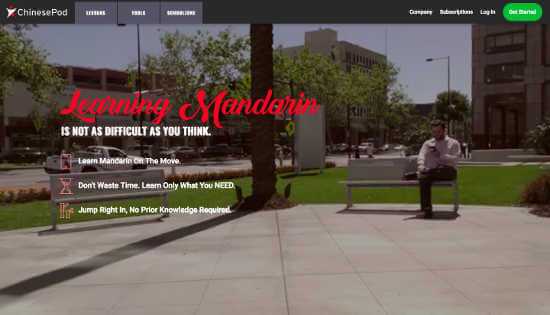 ChinesePod
LESSONS
TOOLS
Company
Subscriptions
Log In
Get Started
Learning Mandarin
IS NOT AS DIFFICULT AS YOU THINK.
Learn Mandarin On The Move.
Don't Waste Time. Learn Only What You NEED.
Jump Right In, No Prior Knowledge Required.